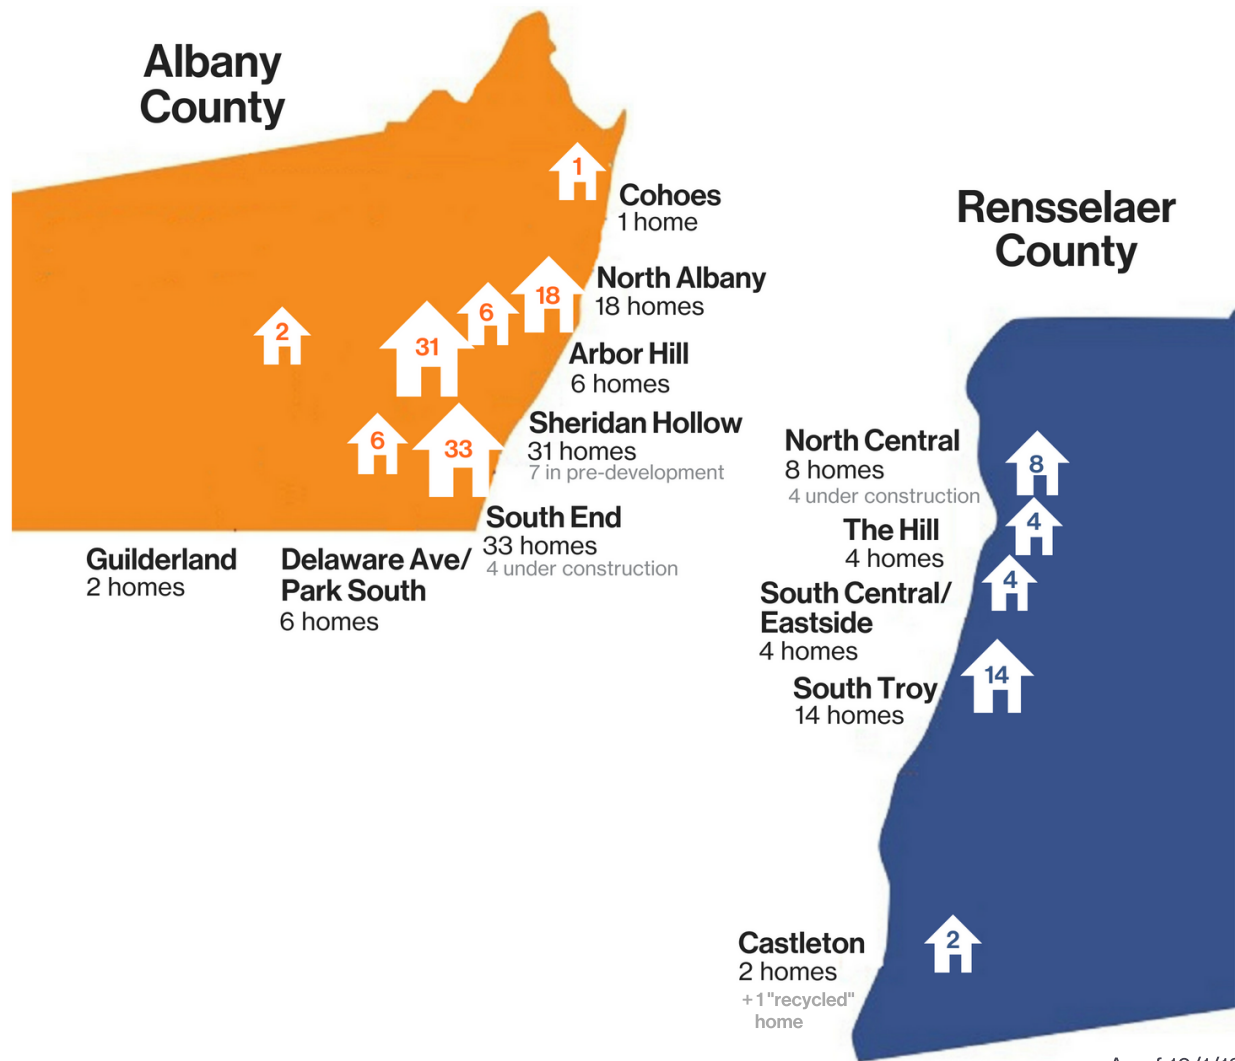 Albany
County
1
Cohoes
1 home
18
North Albany
18 homes
6
Arbor Hill
6 homes
31
Sheridan Hollow
31 homes
7 in pre-development
2
6
33
South End
33 homes
4 under construction
Guilderland
2 homes
Delaware Ave/
Park South
6 homes
Rensselaer
County
North Central
8 homes
4 under construction
8
The Hill
4 homes
4
South Central/
Eastside
4 homes
4
South Troy
14 homes
14
Castleton
2 homes
+ 1 "recycled"
home
2